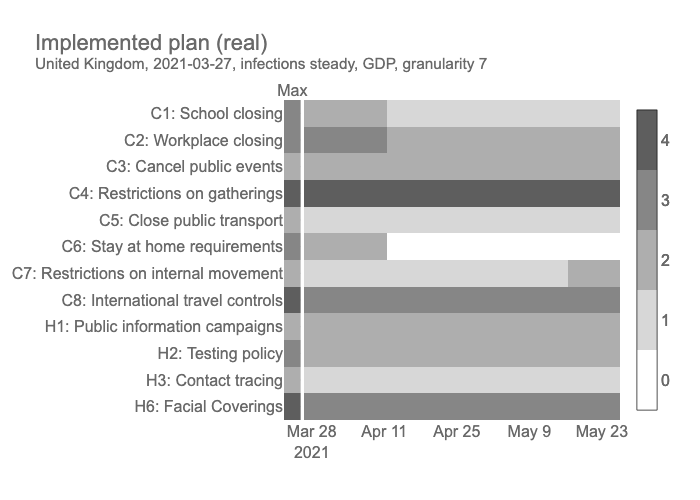 Implemented plan (real)
United Kingdom, 2021-03-27, infections steady, GDP, granularity 7
Max
C1: School closing
C2: Workplace closing
C3: Cancel public events
C4: Restrictions on gatherings
C5: Close public transport
C6: Stay at home requirements
C7: Restrictions on internal movement
C8: International travel controls
H1: Public information campaigns
H2: Testing policy
H3: Contact tracing
H6: Facial Coverings
4
3
2
1
0
Mar 28 Apr 11 Apr 25 May 9 May 23
2021